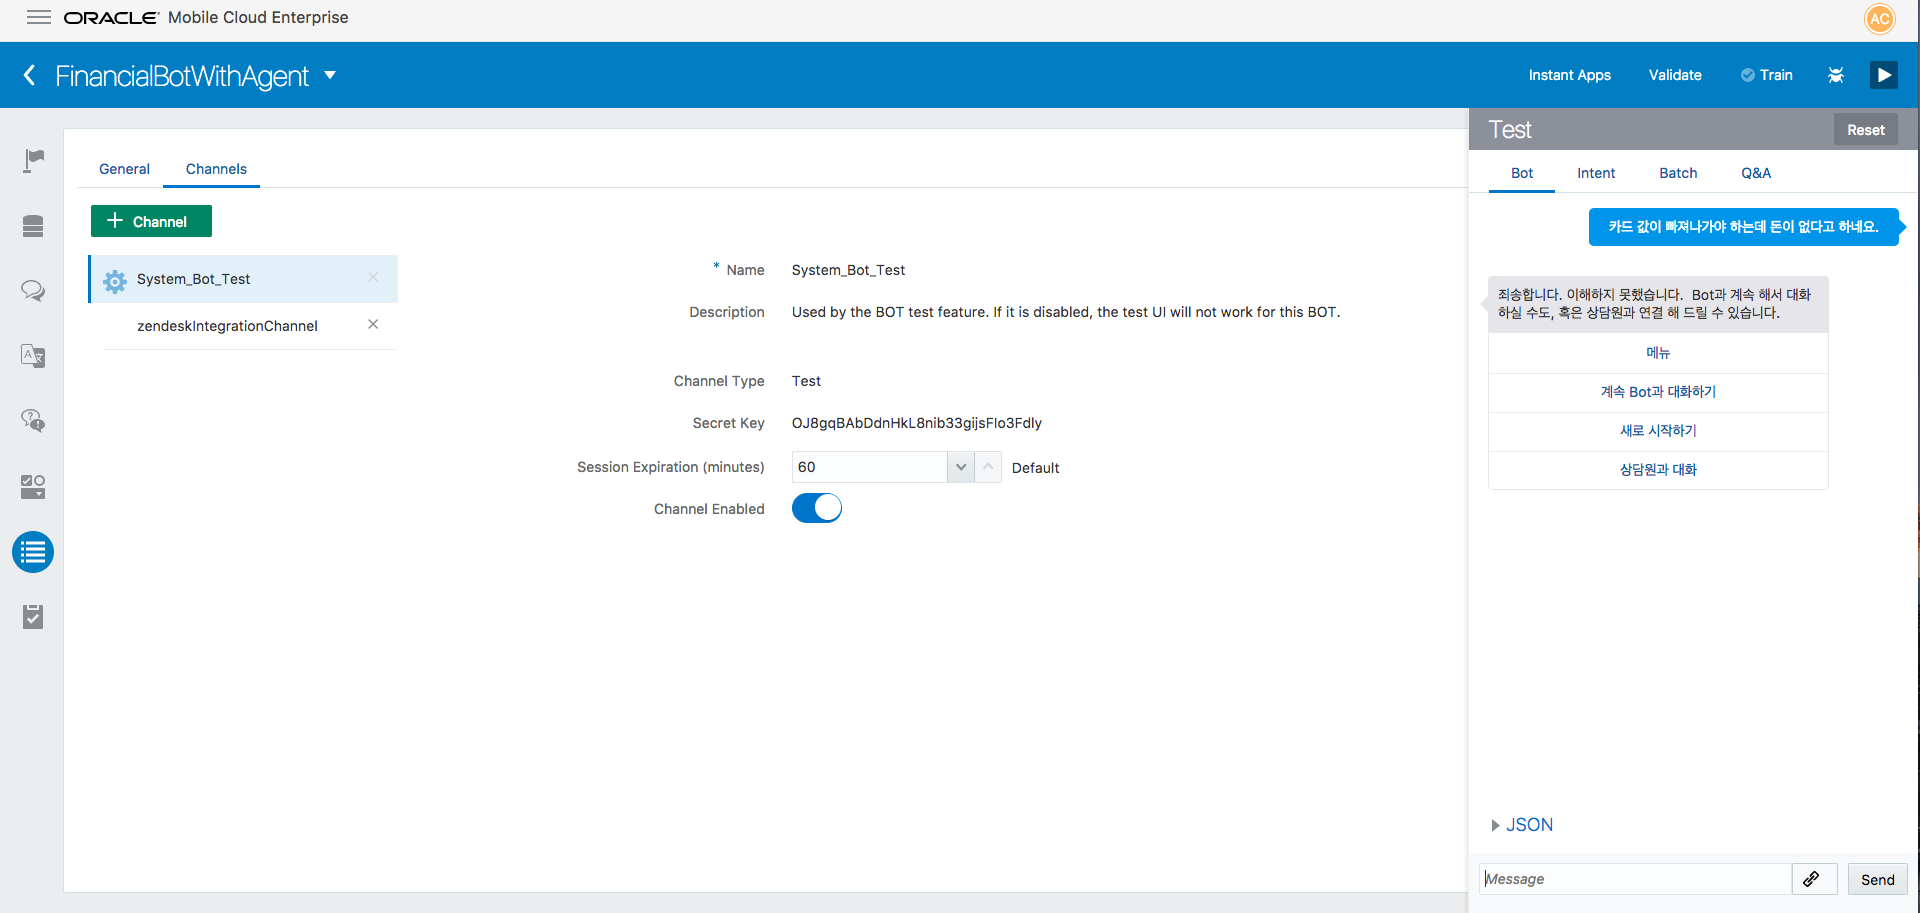 ORACLE Mobile Cloud Enterprise
AC
FinancialBotWithAgent
Instant Apps Validate Train
General Channels
+ Channel
System_Bot_Test
zendeskIntegrationChannel
* Name System_Bot_Test
Description Used by the BOT test feature. If it is disabled, the test UI will not work for this BOT.
Channel Type Test
Secret Key OJ8gqBAbDdnHkL8nib33gijsFlo3Fdly
Session Expiration (minutes) 60 Default
Channel Enabled
Test Reset
Bot Intent Batch Q&A
카드 값이 빠져나가야 하는데 돈이 없다고 하네요.
죄송합니다. 이해하지 못했습니다. Bot과 계속 해서 대화
하실 수도, 혹은 상담원과 연결 해 드릴 수 있습니다.
메뉴
계속 Bot과 대화하기
새로 시작하기
상담원과 대화
JSON
Message Send